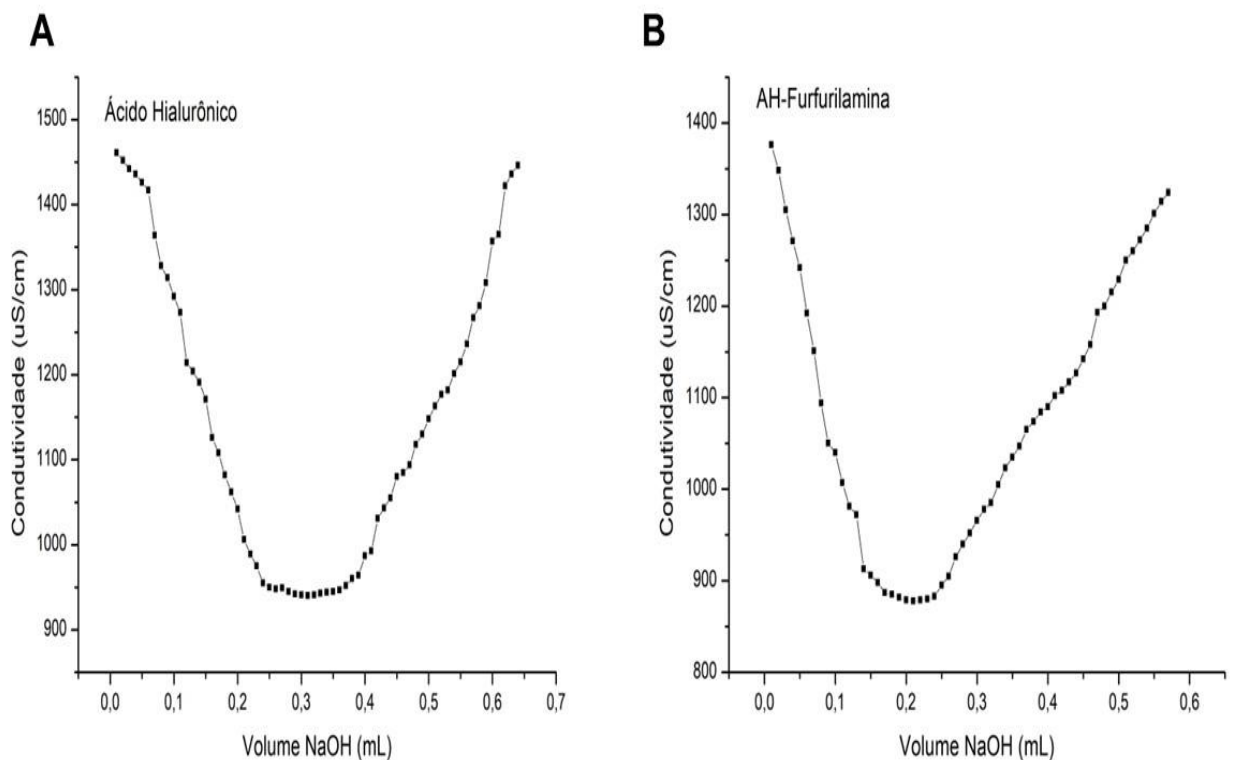 A
Ácido Hialurônico
1500
1400
1300
1200
1100
1000
900
Condutividade (uS/cm)
0,0 0,1 0,2 0,3 0,4 0,5 0,6 0,7
Volume NaOH (mL)
B
AH-Furfurilamina
1400
1300
1200
1100
1000
900
800
Condutividade (uS/cm)
0,0 0,1 0,2 0,3 0,4 0,5 0,6
Volume NaOH (mL)